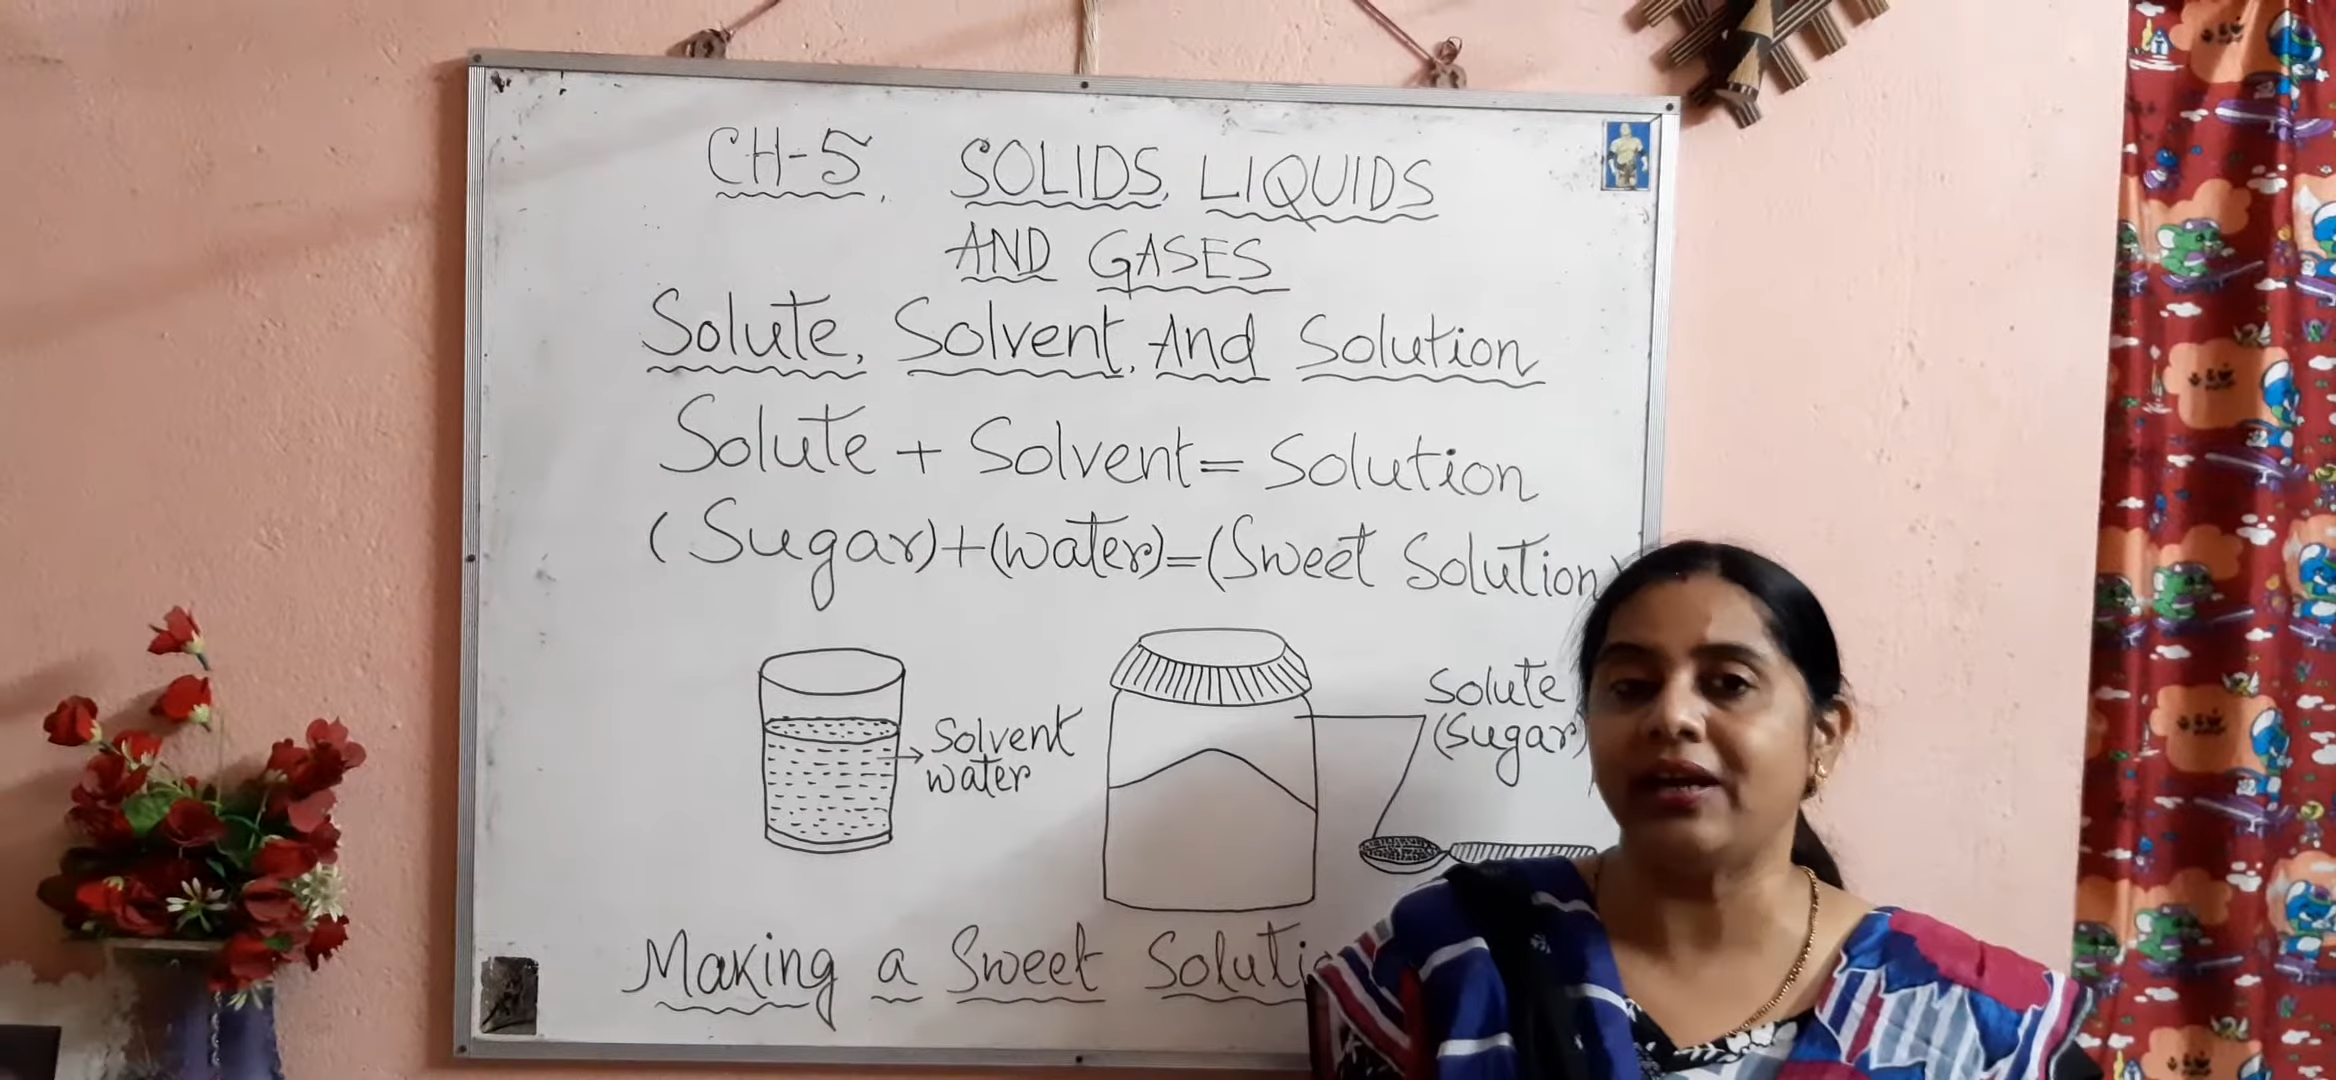 CH-5. SOLIDS, LIQUIDS
AND GASES
Solute, Solvent, And Solution
Solute + Solvent = Solution
(Sugar)+(water)=(Sweet Solution)
Solvent
water
Solute
(Sugar)
Making a Sweet